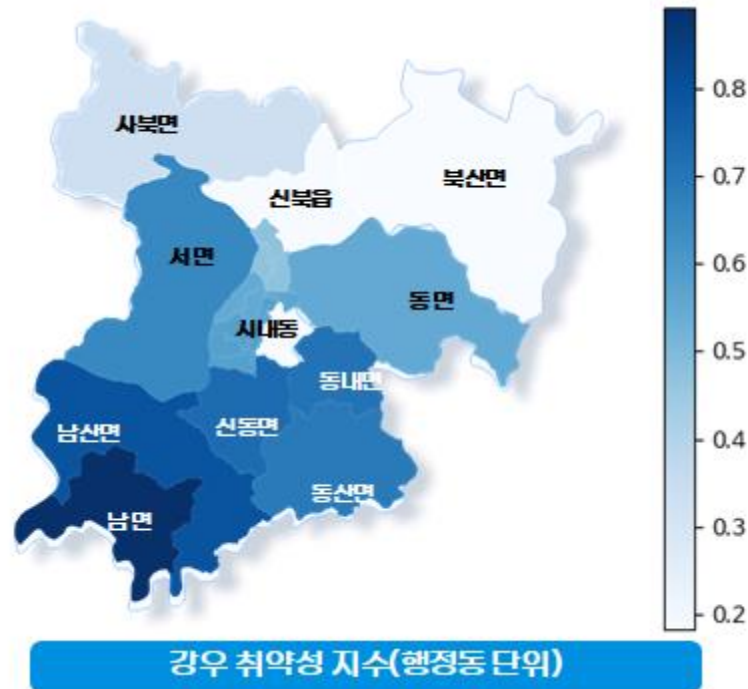 0.8
사북면
북산면
0.7
신북읍
서면
0.6
동면
시내동
0.5
동내면
남산면
신동면
0.4
동산면
남면
0.3
0.2
강우 취약성 지수(행정동 단위)